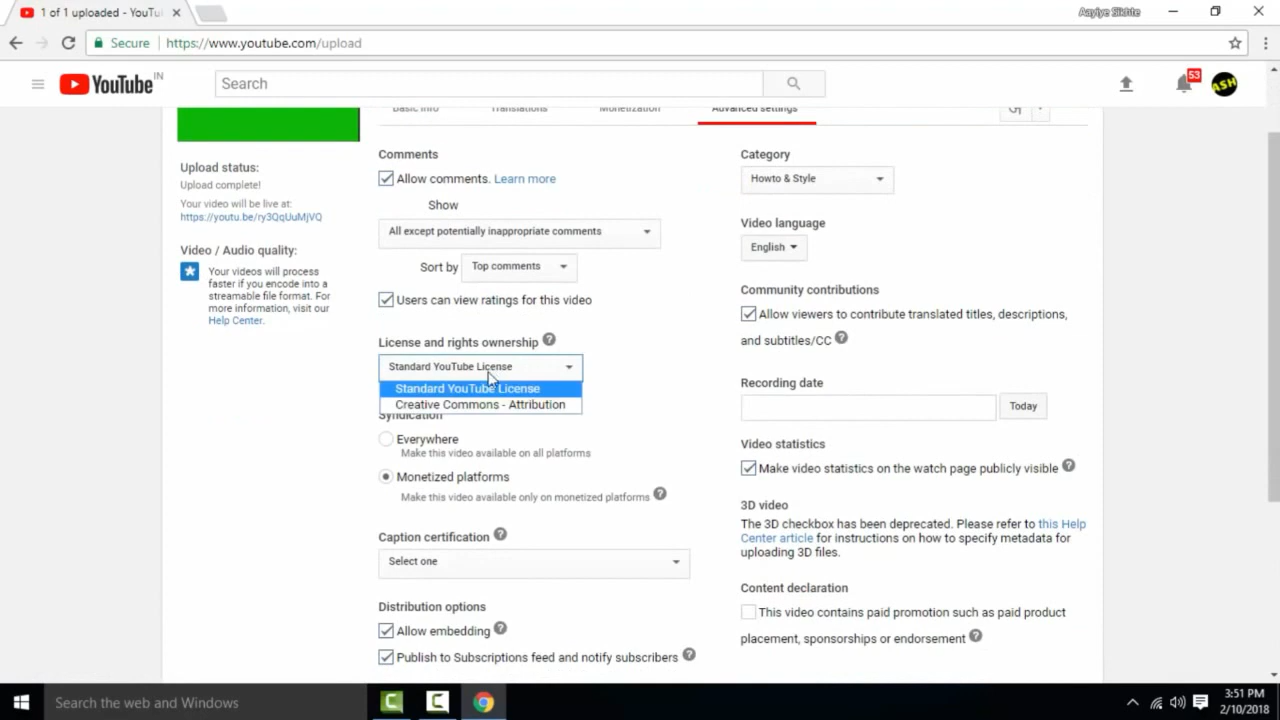 1 of 1 uploaded - YouTu
Aaylye Sikhte
Secure
https://www.youtube.com/upload
53
YouTube IN
Search
ASH
Basic info
Translations
Monetization
Advanced settings
Upload status:
Upload complete!
Your video will be live at:
https://youtu.be/ry3QqUuMjVQ
Video / Audio quality:
Your videos will process
faster if you encode into a
streamable file format. For
more information, visit our
Help Center.
Comments
Allow comments. Learn more
Show
All except potentially inappropriate comments
Sort by
Top comments
Users can view ratings for this video
License and rights ownership ?
Standard YouTube License
Standard YouTube License
Creative Commons - Attribution
Syndication
Everywhere
Make this video available on all platforms
Monetized platforms
Make this video available only on monetized platforms ?
Caption certification ?
Select one
Distribution options
Allow embedding ?
Publish to Subscriptions feed and notify subscribers ?
Category
Howto & Style
Video language
English
Community contributions
Allow viewers to contribute translated titles, descriptions,
and subtitles/CC ?
Recording date
Today
Video statistics
Make video statistics on the watch page publicly visible ?
3D video
The 3D checkbox has been deprecated. Please refer to this Help
Center article for instructions on how to specify metadata for
uploading 3D files.
Content declaration
This video contains paid promotion such as paid product
placement, sponsorships or endorsement ?
Search the web and Windows
3:51 PM
2/10/2018